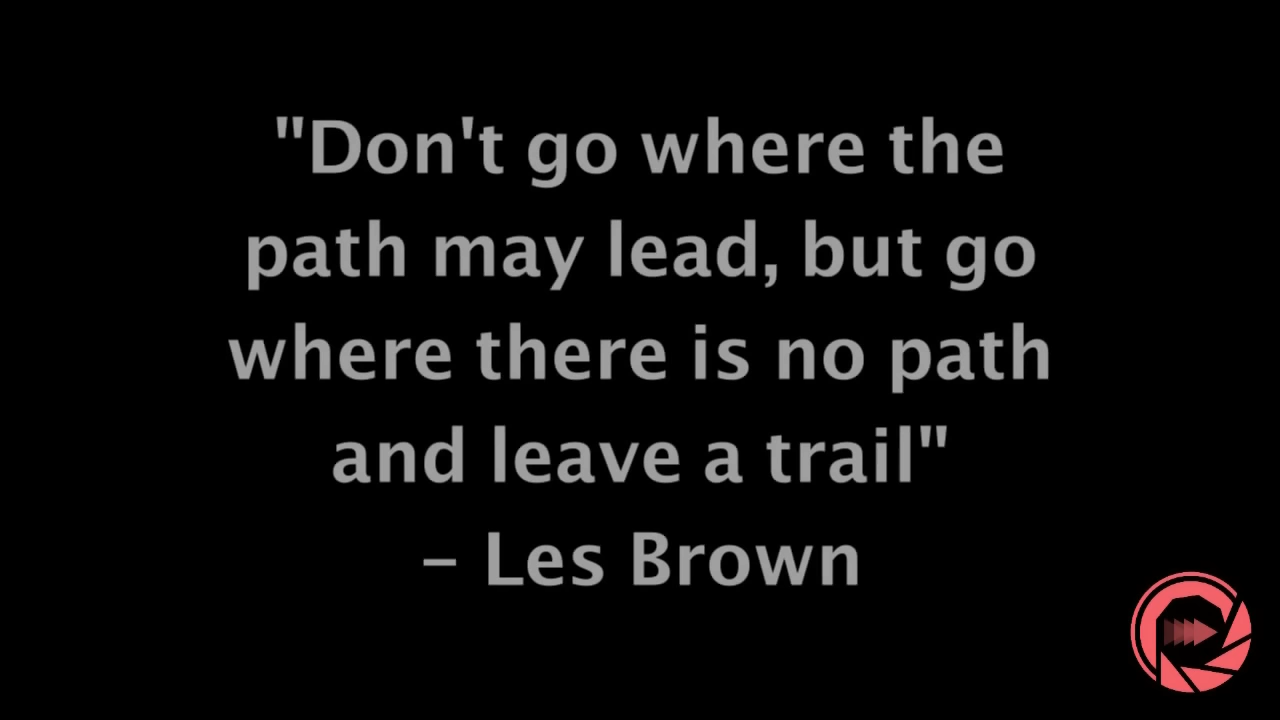 "Don't go where the
path may lead, but go
where there is no path
and leave a trail"
– Les Brown